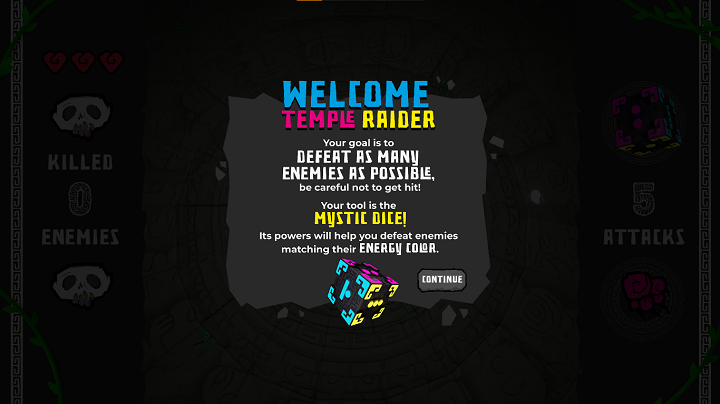 WELCOME
TEMPLE RAIDER
Your goal is to
DEFEAT AS MANY
ENEMIES AS POSSIBLE,
be careful not to get hit!
Your tool is the
MYSTIC DICE!
Its powers will help you defeat enemies
matching their ENERGY COLOR.
CONTINUE
KILLED
0
ENEMIES
5
ATTACKS